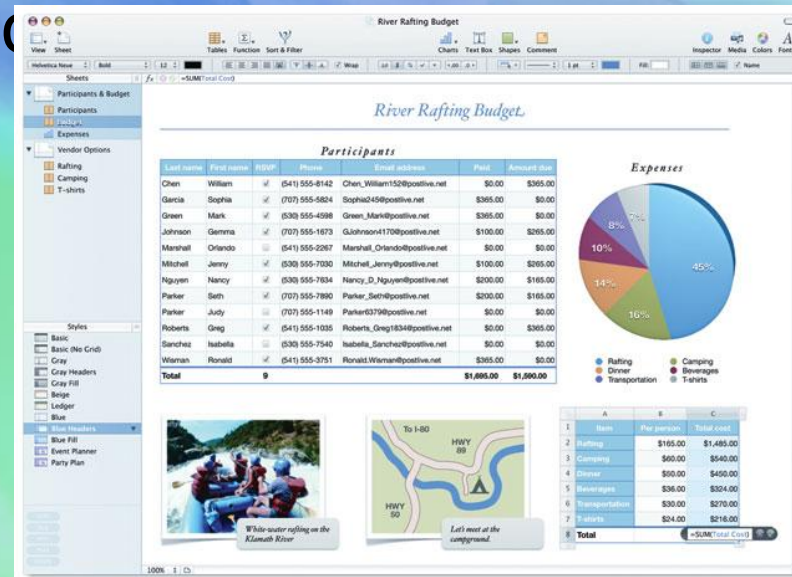 River Rafting Budget
View Sheet Tables Function Sort & Filter Charts Text Box Shapes Comment Inspector Media Colors Font
Helvetica Neue Bold 12 Wrap 1 pt Fill: Name
Sheets
=SUM(Total Cost)
Participants & Budget
Participants
Budget
Expenses
Vendor Options
Rafting
Camping
T-shirts
Styles
Basic
Basic (No Grid)
Gray
Gray Headers
Gray Fill
Beige
Ledger
Blue
Blue Headers
Blue Fill
Event Planner
Party Plan
River Rafting Budget
Participants
Last name First name RSVP Phone Email address Paid Amount due
Chen William (541) 555-8142 Chen_William152@postlive.net $0.00 $365.00
Garcia Sophia (707) 555-5824 Sophia245@postlive.net $365.00 $0.00
Green Mark (530) 555-4598 Green_Mark@postlive.net $365.00 $0.00
Johnson Gemma (707) 555-1673 GJohnson4170@postlive.net $100.00 $265.00
Marshall Orlando (541) 555-2267 Marshall_Orlando@postlive.net $0.00 $0.00
Mitchell Jenny (530) 555-7030 Mitchell_Jenny@postlive.net $100.00 $265.00
Nguyen Nancy (530) 555-7634 Nancy_D_Nguyen@postlive.net $200.00 $165.00
Parker Seth (707) 555-7890 Parker_Seth@postlive.net $200.00 $165.00
Parker Judy (707) 555-1149 Parker6379@postlive.net $0.00 $0.00
Roberts Greg (541) 555-1035 Roberts_Greg1834@postlive.net $0.00 $365.00
Sanchez Isabella (530) 555-7540 Isabella_Sanchez@postlive.net $0.00 $0.00
Wisman Ronald (541) 555-3751 Ronald.Wisman@postlive.net $365.00 $0.00
Total 9 $1,695.00 $1,590.00
Expenses
7%
8%
10%
45%
14%
16%
Rafting Camping
Dinner Beverages
Transportation T-shirts
White-water rafting on the
Klamath River
To I-80
HWY
89
HWY
50
Let's meet at the
campground.
A B C
1 Item Per person Total cost
2 Rafting $165.00 $1,485.00
3 Camping $60.00 $540.00
4 Dinner $50.00 $450.00
5 Beverages $36.00 $324.00
6 Transportation $30.00 $270.00
7 T-shirts $24.00 $216.00
8 Total =SUM(Total Cost)
100%